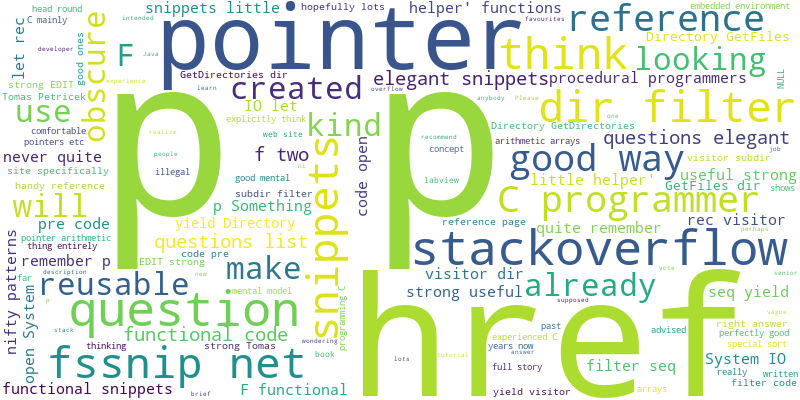 head round
snippets little
hopefully lots
helper' functions
favourites
embedded environment
C mainly
intended
let rec
developer
good ones
obscure
F
Java
pointer
reference
Directory GetFiles
think
looking
NULL
strong EDIT
experience
GetDirectories dir
learn
created
overflow
elegant snippets
procedural programmers
Tomas Petricek
use
IO let
explicitly think
kind
anybody
Please
dir filter
one
comfortable
pointers etc
realize
web site
Directory GetDirectories
arithmetic arrays
questions elegant
never quite
people
f two
code open
recommend
concept
good way
visitor subdir
job
site specifically
illegal
good mental
labview
useful strong
handy reference
subdir filter
little helper'
GetFiles dir
shows
will
p Something
snippets
p
p
C programmer
pre code
yield Directory
reference page
rec visitor
perhaps
pointer arithmetic
thing entirely
questions list
quite remember
nifty patterns
remember p
EDIT strong
code pre
stackoverflow
open System
far
description
new
make
visitor dir
vote
senior
reusable
mental model
strong useful
already
seq yield
question
programming C
href
supposed
vague
functional code
past
experienced C
advised
right answer
stack
wondering
perfectly good
thinking
strong Tomas
years now
answer
special sort
fssnip net
book
full story
filter seq
System IO
lots
tutorial
really
written
functional snippets
brief
F functional
yield visitor
arrays
filter code